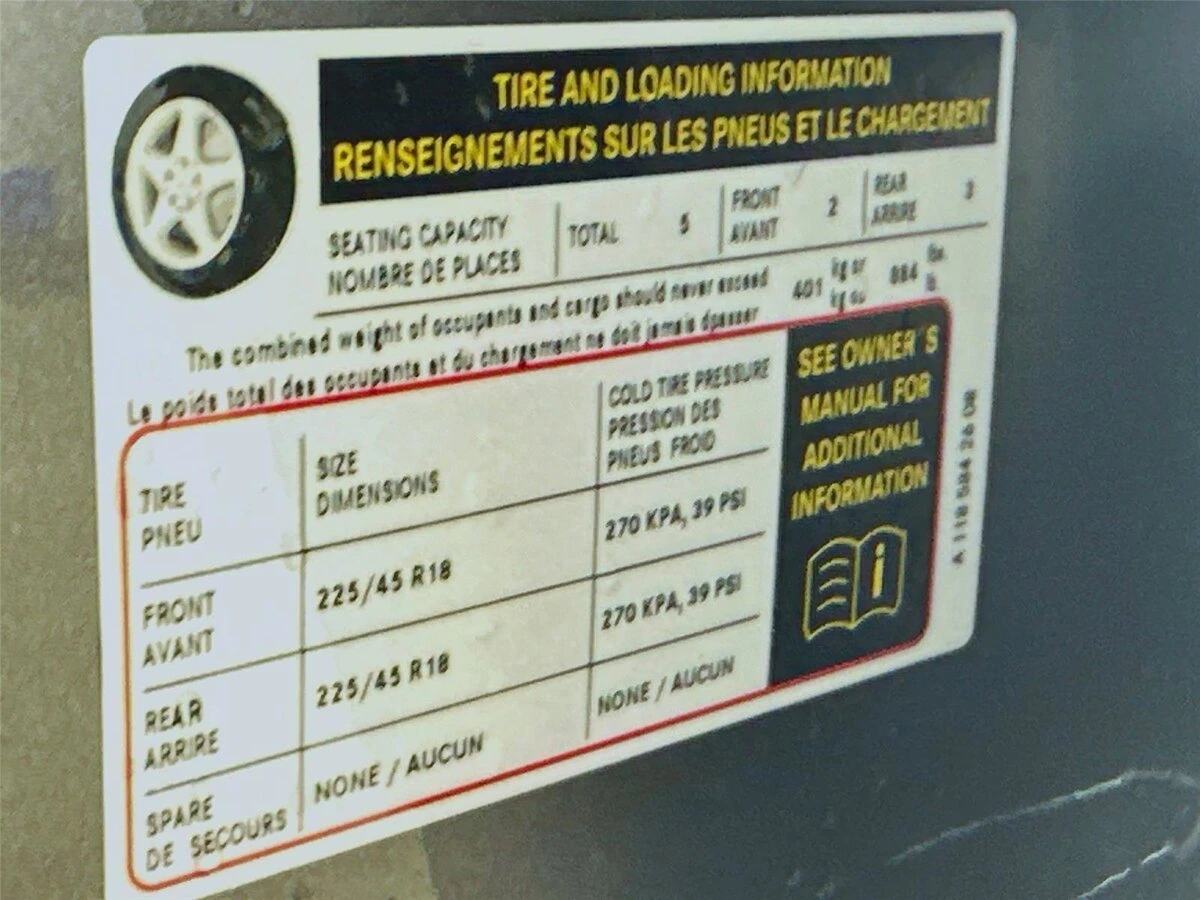 TIRE AND LOADING INFORMATION
RENSEIGNEMENTS SUR LES PNEUS ET LE CHARGEMENT
SEATING CAPACITY
NOMBRE DE PLACES
TOTAL 5
FRONT
AVANT
2
REAR
ARRIRE
3
The combined weight of occupants and cargo should never exceed
Le poids total des occupants et du chargement ne doit jamais dpasser
401
kg or
kg ou
884
lbs.
lb.
TIRE
PNEU
SIZE
DIMENSIONS
COLD TIRE PRESSURE
PRESSION DES
PNEUS FROID
FRONT
AVANT
225/45 R18
270 KPA, 39 PSI
REAR
ARRIRE
225/45 R18
270 KPA, 39 PSI
SPARE
DE SECOURS
NONE / AUCUN
NONE / AUCUN
SEE OWNER´S
MANUAL FOR
ADDITIONAL
INFORMATION
i
A 118 584 26 08